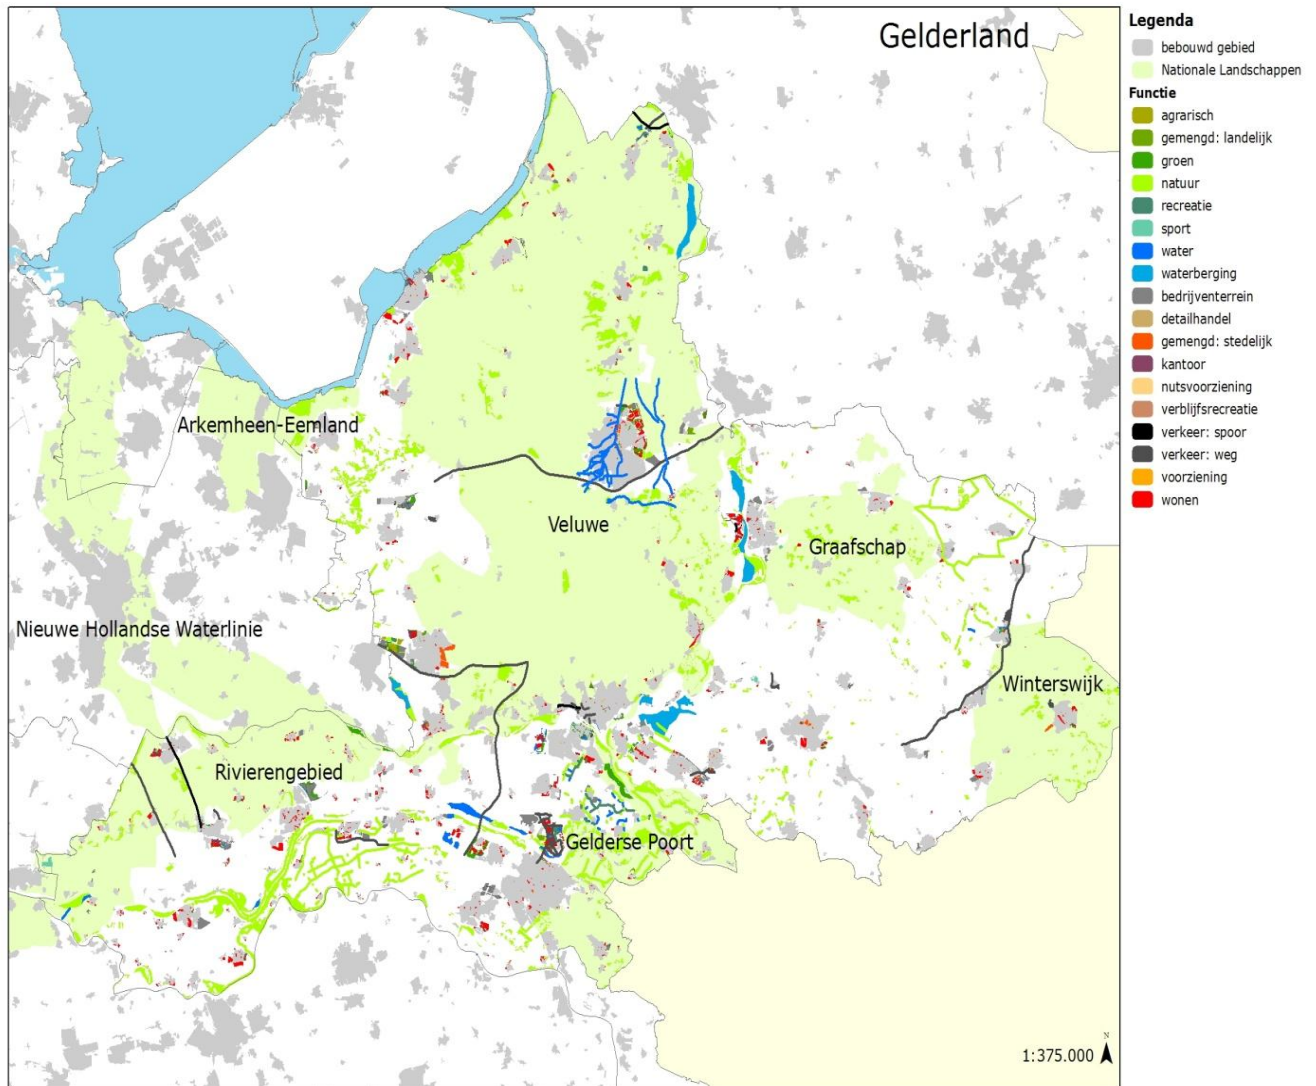 Gelderland
Arkemheen-Eemland
Veluwe
Graafschap
Nieuwe Hollandse Waterlinie
Winterswijk
Rivierengebied
Gelderse Poort
N
1:375.000
Legenda
bebouwd gebied
Nationale Landschappen
Functie
agrarisch
gemengd: landelijk
groen
natuur
recreatie
sport
water
waterberging
bedrijventerrein
detailhandel
gemengd: stedelijk
kantoor
nutsvoorziening
verblijfsrecreatie
verkeer: spoor
verkeer: weg
voorziening
wonen